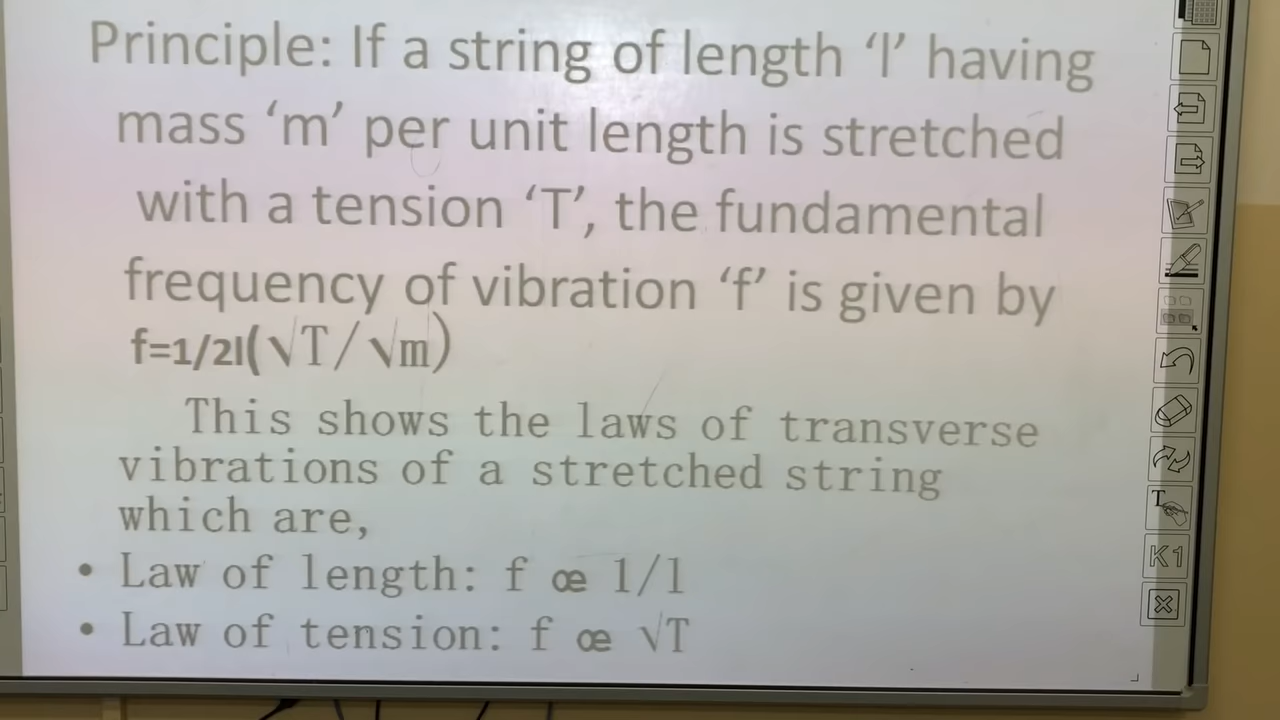 Principle: If a string of length ‘l’ having
mass ‘m’ per unit length is stretched
with a tension ‘T’, the fundamental
frequency of vibration ‘f’ is given by
f=1/2l(√T/√m)
This shows the laws of transverse
vibrations of a stretched string
which are,
• Law of length: f œ 1/l
• Law of tension: f œ √T
T
K1